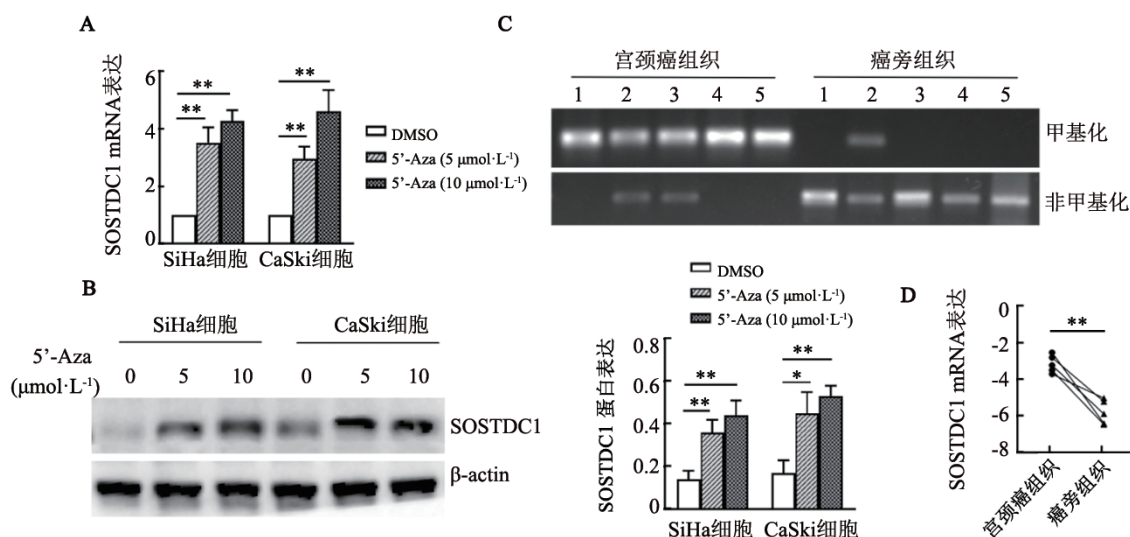 A
SOSTDC1 mRNA表达
6
4
2
0
**
**
**
**
SiHa细胞
CaSki细胞
DMSO
5’-Aza (5 μmol·L⁻¹)
5’-Aza (10 μmol·L⁻¹)
C
宫颈癌组织
癌旁组织
1 2 3 4 5 1 2 3 4 5
甲基化
非甲基化
B
SiHa细胞
CaSki细胞
5’-Aza
(μmol·L⁻¹)
0 5 10 0 5 10
SOSTDC1
β-actin
DMSO
5’-Aza (5 μmol·L⁻¹)
5’-Aza (10 μmol·L⁻¹)
SOSTDC1 蛋白表达
0.8
0.6
0.4
0.2
0
**
**
**
*
SiHa细胞
CaSki细胞
D
SOSTDC1 mRNA表达
0
-2
-4
-6
-8
**
宫颈癌组织
癌旁组织